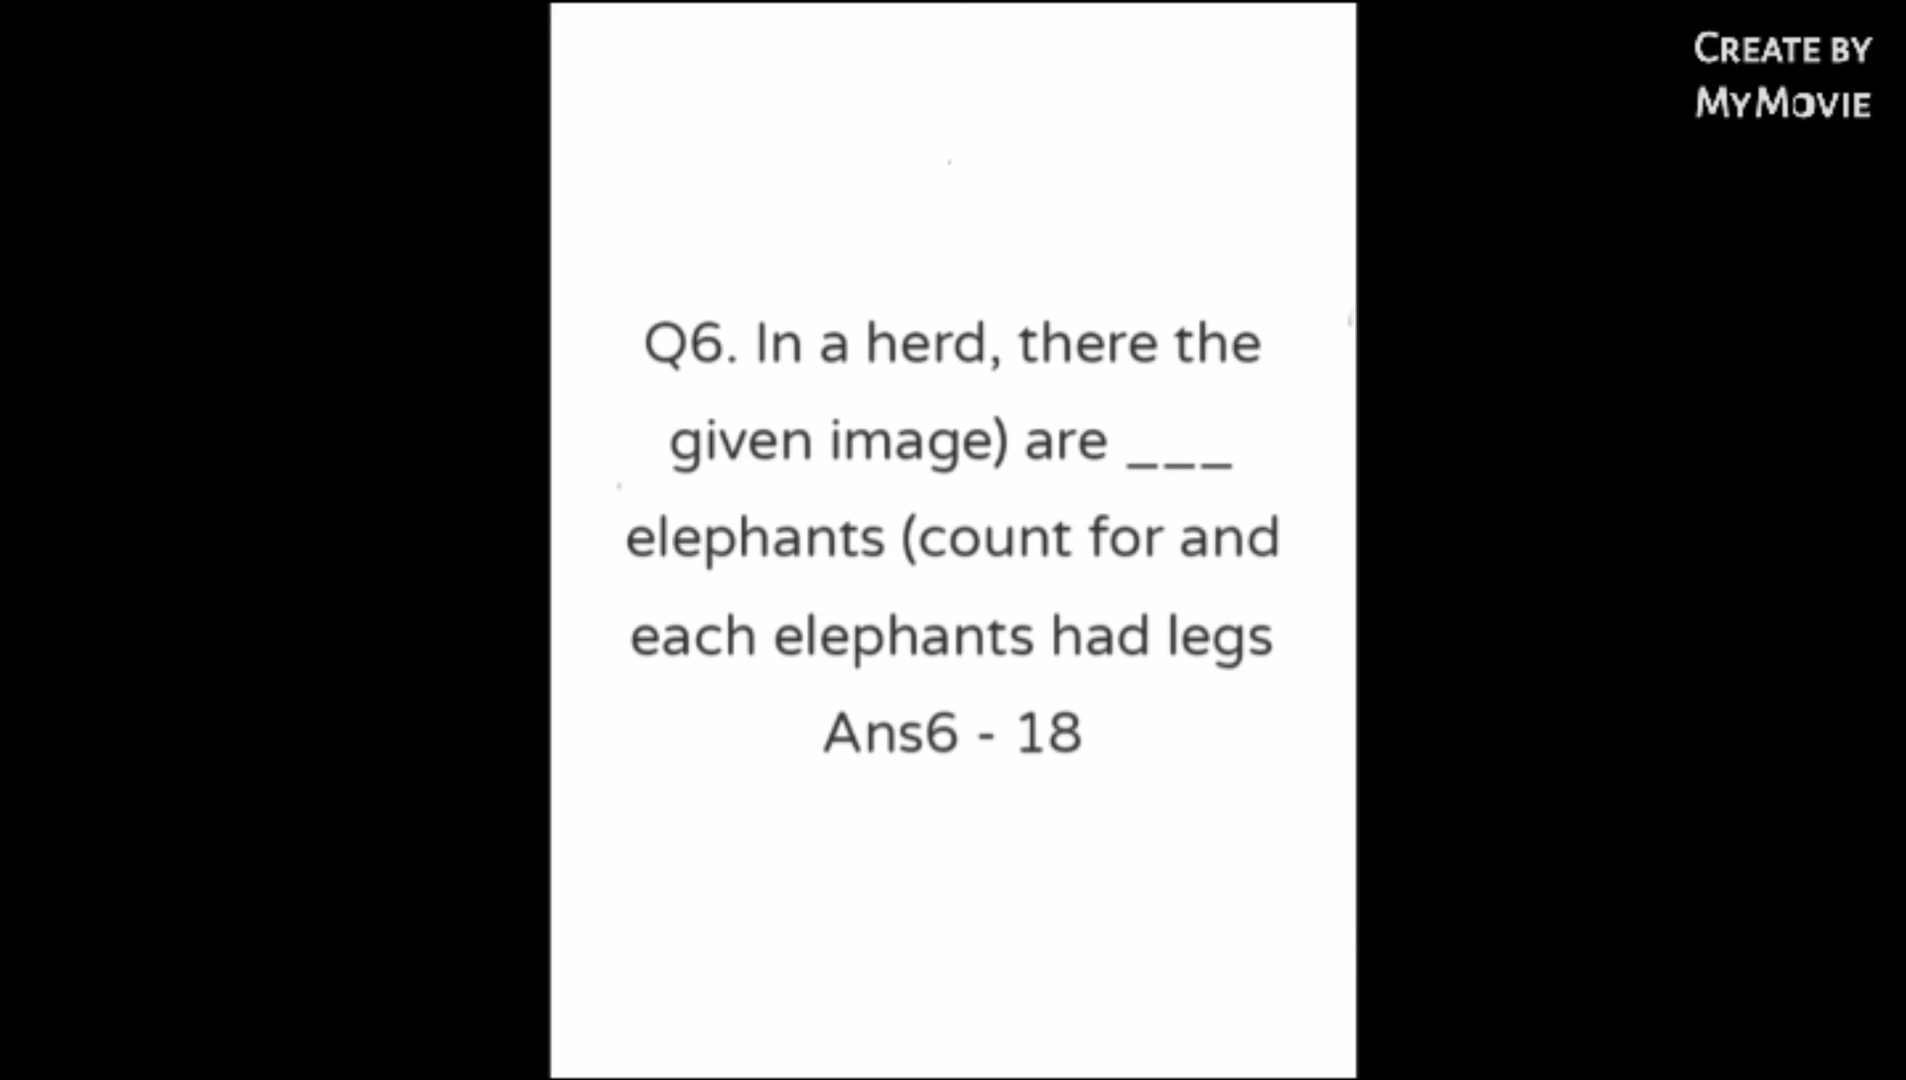 CREATE BY
MYMOVIE
Q6. In a herd, there the
given image) are ___
elephants (count for and
each elephants had legs
Ans6 - 18